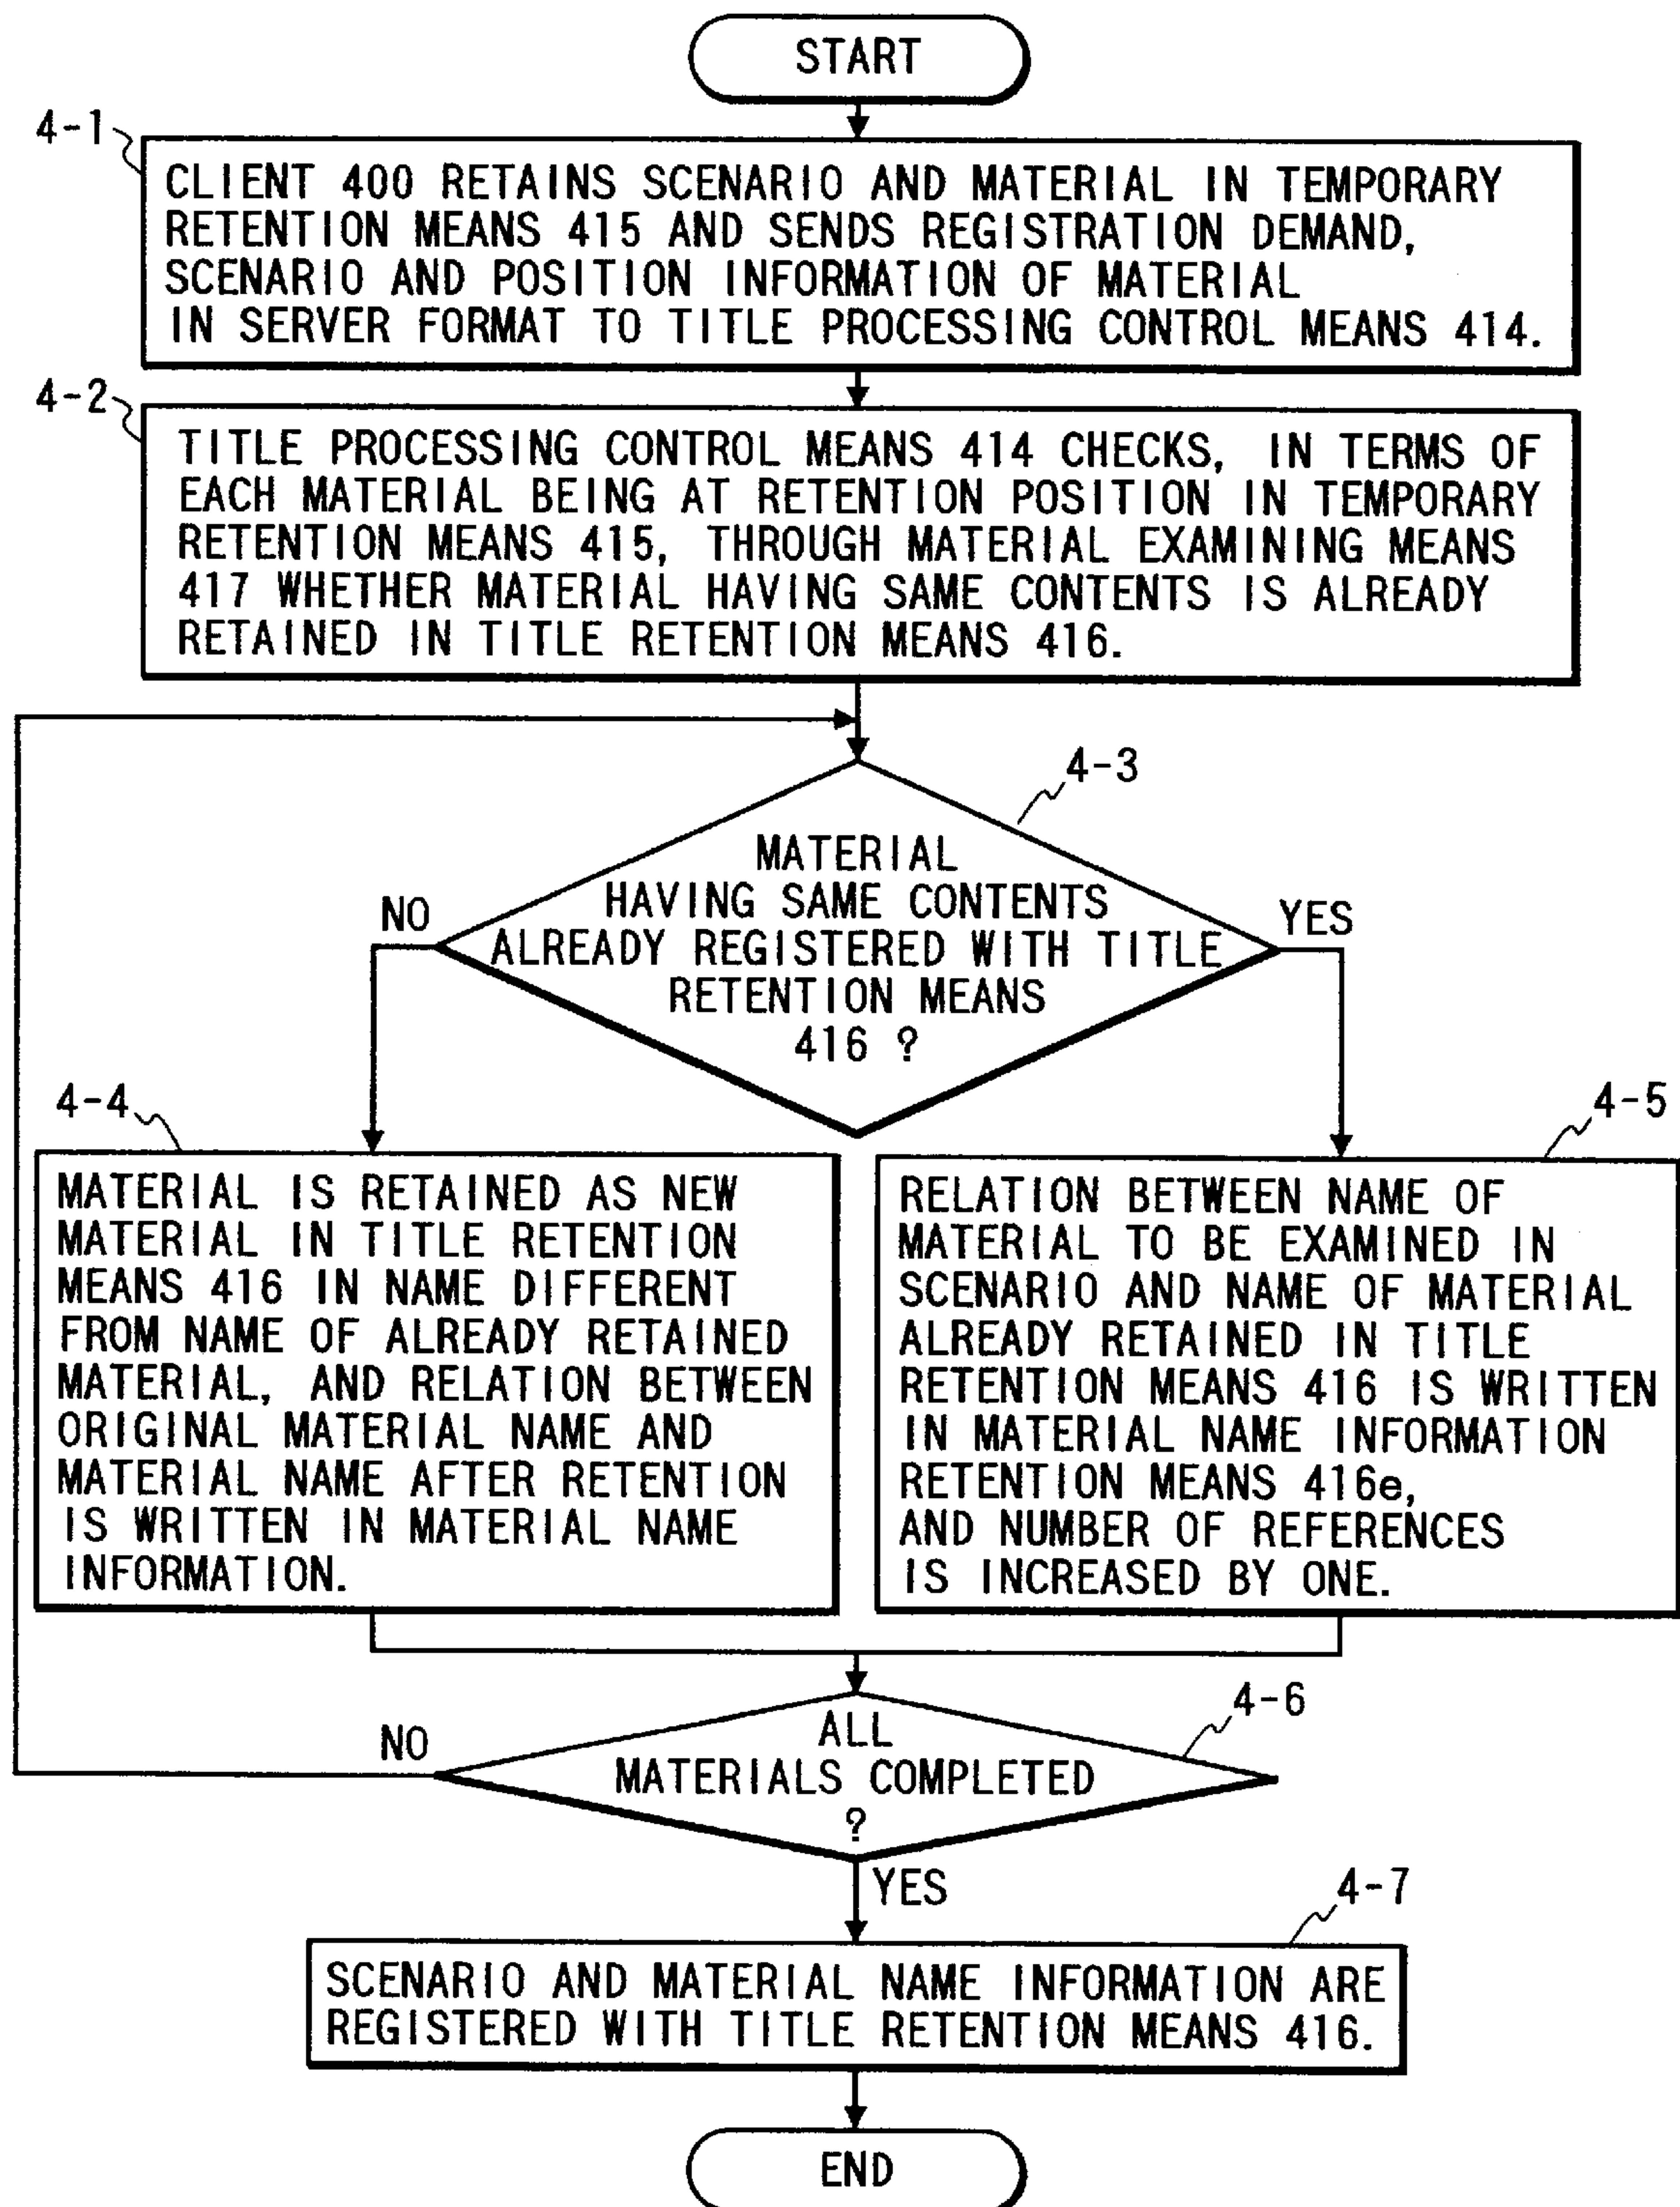 START
4-1
CLIENT 400 RETAINS SCENARIO AND MATERIAL IN TEMPORARY
RETENTION MEANS 415 AND SENDS REGISTRATION DEMAND,
SCENARIO AND POSITION INFORMATION OF MATERIAL
IN SERVER FORMAT TO TITLE PROCESSING CONTROL MEANS 414.
4-2
TITLE PROCESSING CONTROL MEANS 414 CHECKS, IN TERMS OF
EACH MATERIAL BEING AT RETENTION POSITION IN TEMPORARY
RETENTION MEANS 415, THROUGH MATERIAL EXAMINING MEANS
417 WHETHER MATERIAL HAVING SAME CONTENTS IS ALREADY
RETAINED IN TITLE RETENTION MEANS 416.
4-3
MATERIAL
HAVING SAME CONTENTS
ALREADY REGISTERED WITH TITLE
RETENTION MEANS
416 ?
NO
YES
4-4
MATERIAL IS RETAINED AS NEW
MATERIAL IN TITLE RETENTION
MEANS 416 IN NAME DIFFERENT
FROM NAME OF ALREADY RETAINED
MATERIAL, AND RELATION BETWEEN
ORIGINAL MATERIAL NAME AND
MATERIAL NAME AFTER RETENTION
IS WRITTEN IN MATERIAL NAME
INFORMATION.
4-5
RELATION BETWEEN NAME OF
MATERIAL TO BE EXAMINED IN
SCENARIO AND NAME OF MATERIAL
ALREADY RETAINED IN TITLE
RETENTION MEANS 416 IS WRITTEN
IN MATERIAL NAME INFORMATION
RETENTION MEANS 416e,
AND NUMBER OF REFERENCES
IS INCREASED BY ONE.
4-6
ALL
MATERIALS COMPLETED
?
NO
YES
4-7
SCENARIO AND MATERIAL NAME INFORMATION ARE
REGISTERED WITH TITLE RETENTION MEANS 416.
END